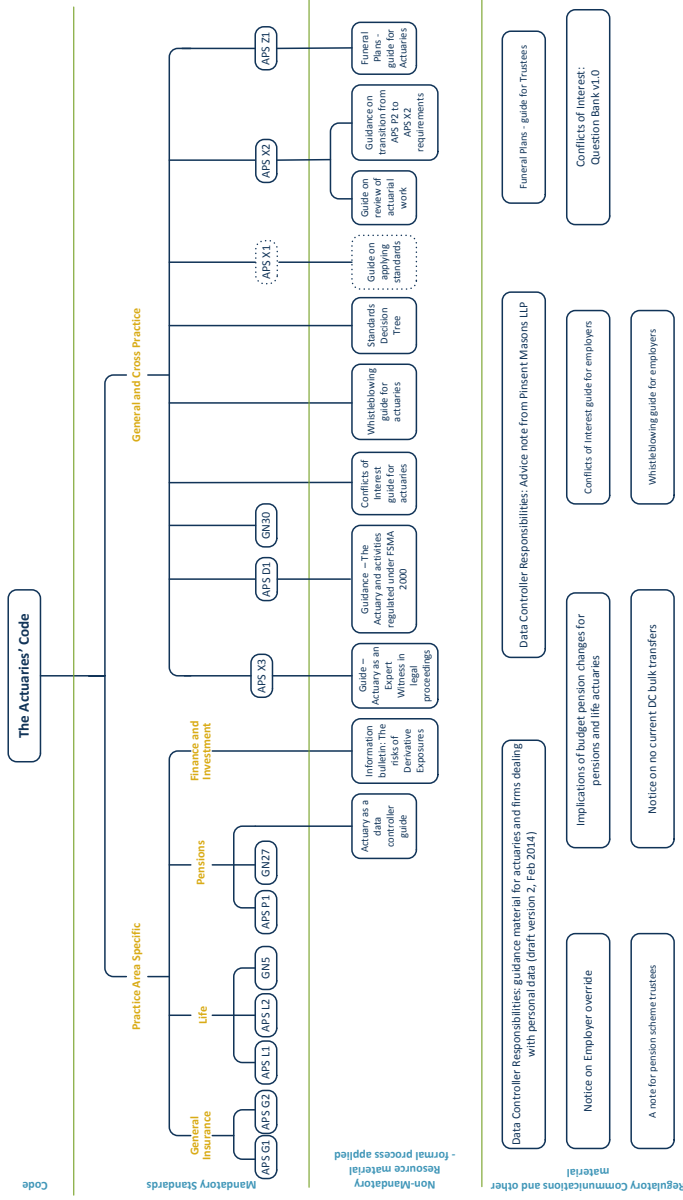 Code
The Actuaries' Code
Practice Area Specific
General and Cross Practice
Mandatory Standards
General
Insurance
Life
Pensions
Finance and
Investment
APS G1
APS G2
APS L1
APS L2
GN5
APS P1
GN27
APS X3
APS D1
GN30
APS X1
APS X2
APS Z1
Non-Mandatory
Resource material
- formal process applied
Actuary as a
data
controller
guide
Information
bulletin: The
risks of
Derivative
Exposures
Guide –
Actuary as an
Expert
Witness in
legal
proceedings
Guidance – The
Actuary and activities
regulated under FSMA
2000
Conflicts of
Interest
guide for
actuaries
Whistleblowing
guide for
actuaries
Standards
Decision
Tree
Guide on
applying
standards
Guide on
review of
actuarial
work
Guidance on
transition from
APS P2 to
APS X2
requirements
Funeral
Plans -
guide for
Actuaries
Regulatory Communications and other
material
Data Controller Responsibilities: guidance material for actuaries and firms dealing
with personal data (draft version 2, Feb 2014)
Data Controller Responsibilities: Advice note from Pinsent Masons LLP
Funeral Plans - guide for Trustees
Notice on Employer override
Implications of budget pension changes for
pensions and life actuaries
Conflicts of Interest guide for employers
Conflicts of Interest:
Question Bank v1.0
A note for pension scheme trustees
Notice on no current DC bulk transfers
Whistleblowing guide for employers